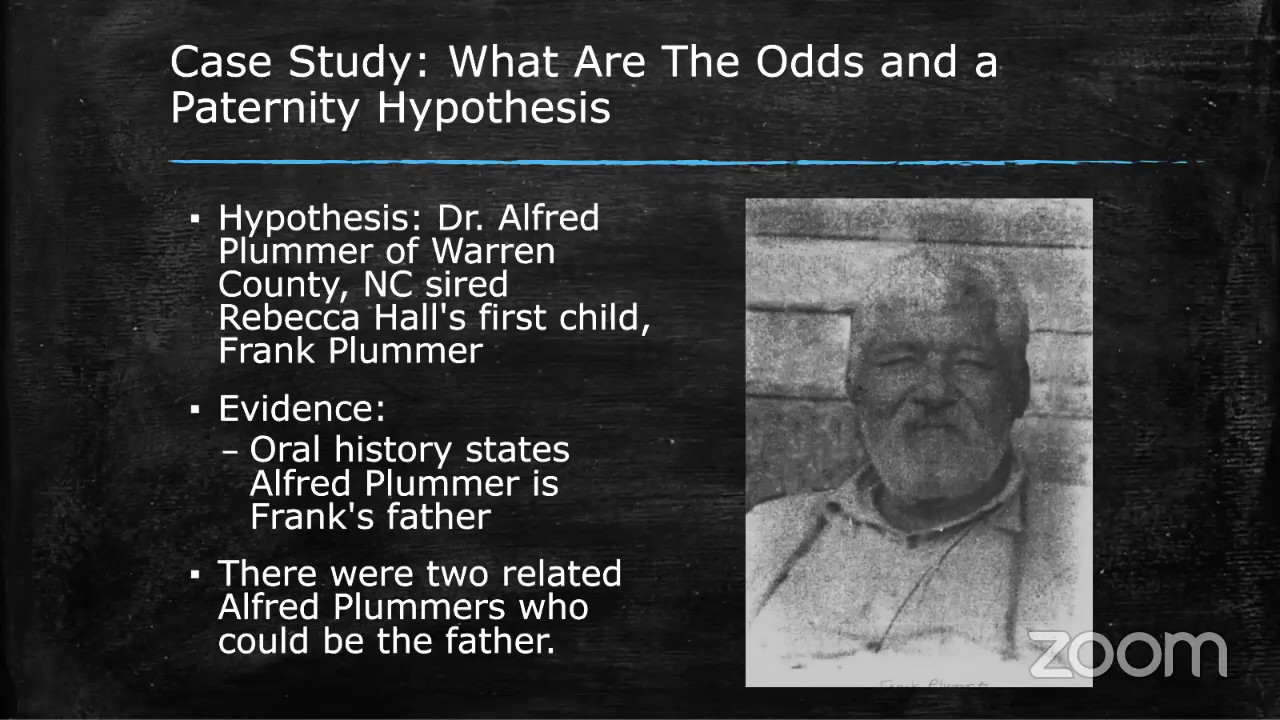 Case Study: What Are The Odds and a
Paternity Hypothesis
▪ Hypothesis: Dr. Alfred
Plummer of Warren
County, NC sired
Rebecca Hall's first child,
Frank Plummer
▪ Evidence:
– Oral history states
Alfred Plummer is
Frank's father
▪ There were two related
Alfred Plummers who
could be the father.
zoom